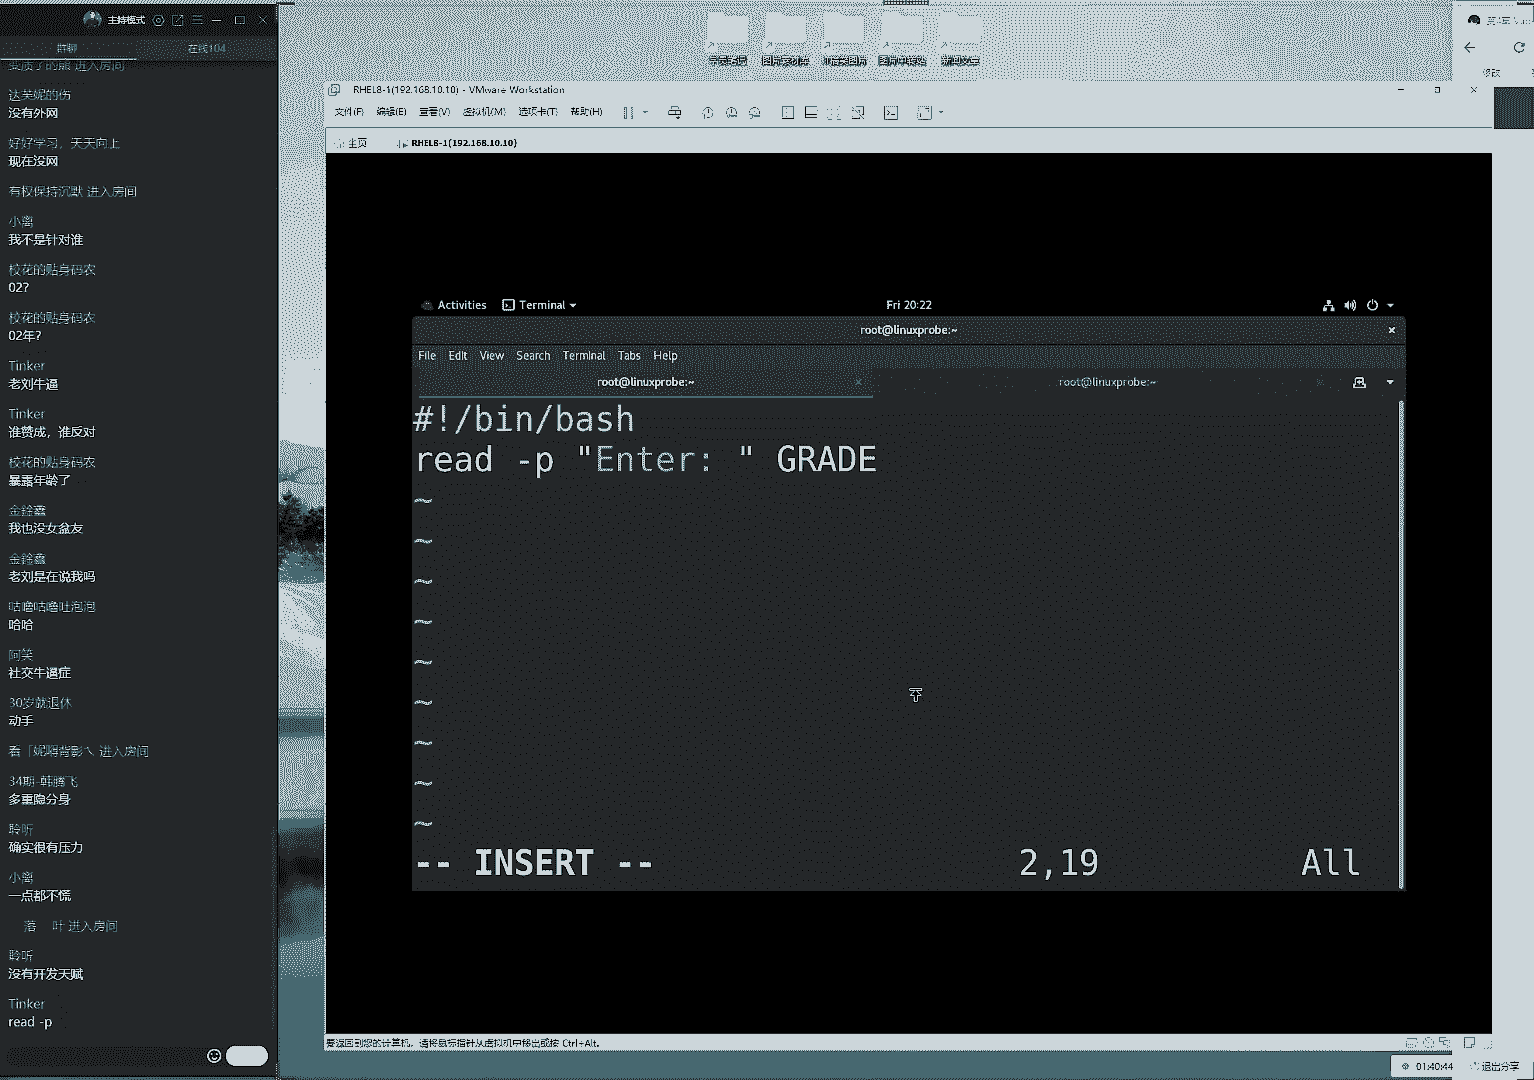 主持模式
群聊
在线104
变质了的熊 进入房间
达芙妮的伤
没有外网
好好学习，天天向上
现在没网
有权保持沉默 进入房间
小离
我不是针对谁
校花的贴身码农
02?
校花的贴身码农
02年?
Tinker
老刘牛逼
Tinker
谁赞成，谁反对
校花的贴身码农
暴露年龄了
金銓鑫
我也没女盆友
金銓鑫
老刘是在说我吗
咕噜咕噜吐泡泡
哈哈
阿笑
社交牛逼症
30岁就退休
动手
进入房间
34期-韩腾飞
多重隐分身
聆听
确实很有压力
小离
一点都不慌
落 叶 进入房间
聆听
没有开发天赋
Tinker
read -p
RHEL8-1(192.168.10.10) - VMware Workstation
文件(F) 编辑(E) 查看(V) 虚拟机(M) 选项卡(T) 帮助(H)
主页 RHEL8-1(192.168.10.10)
Activities Terminal Fri 20:22
root@linuxprobe:~
File Edit View Search Terminal Tabs Help
root@linuxprobe:~ root@linuxprobe:~
#!/bin/bash
read -p "Enter: " GRADE
~
~
~
~
~
~
~
~
~
-- INSERT -- 2,19 All
要返回到您的计算机，请将鼠标指针从虚拟机中移出或按 Ctrl+Alt。
01:40:44 退出分享